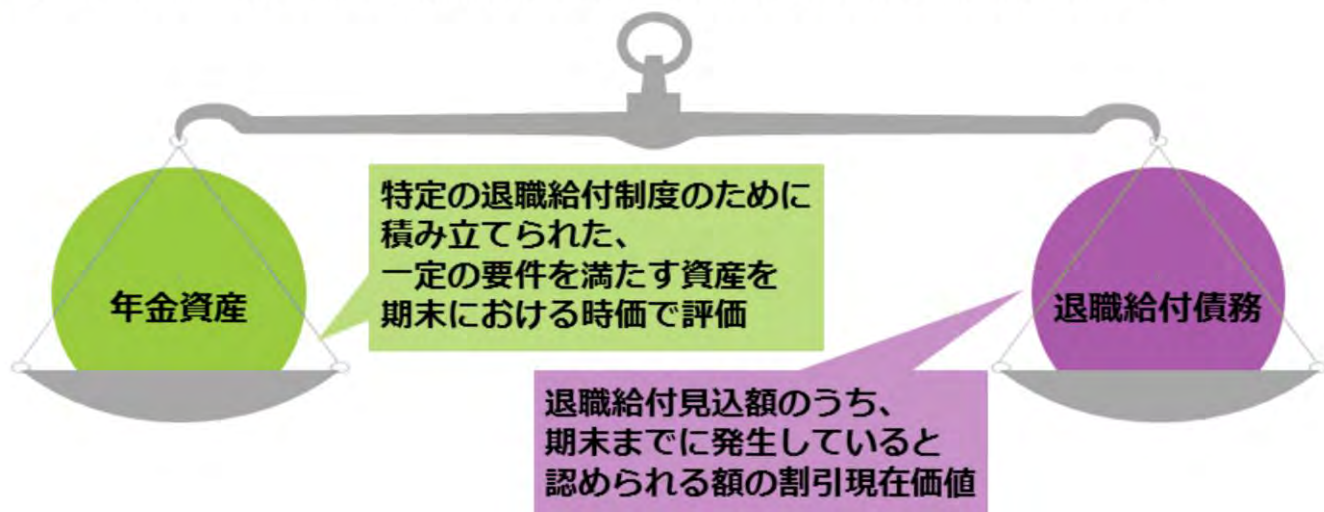 特定の退職給付制度のために
積み立てられた、
一定の要件を満たす資産を
期末における時価で評価
年金資産
退職給付債務
退職給付見込額のうち、
期末までに発生していると
認められる額の割引現在価値